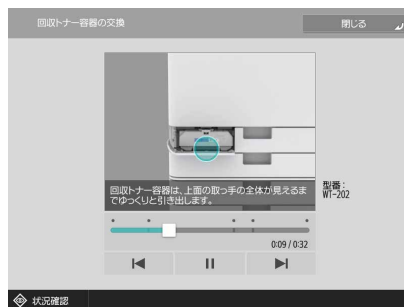 回収トナー容器の交換
閉じる
回収トナー容器は、上面の取っ手の全体が見えるま
でゆっくりと引き出します。
型番：
WT-202
0:09 / 0:32
状況確認